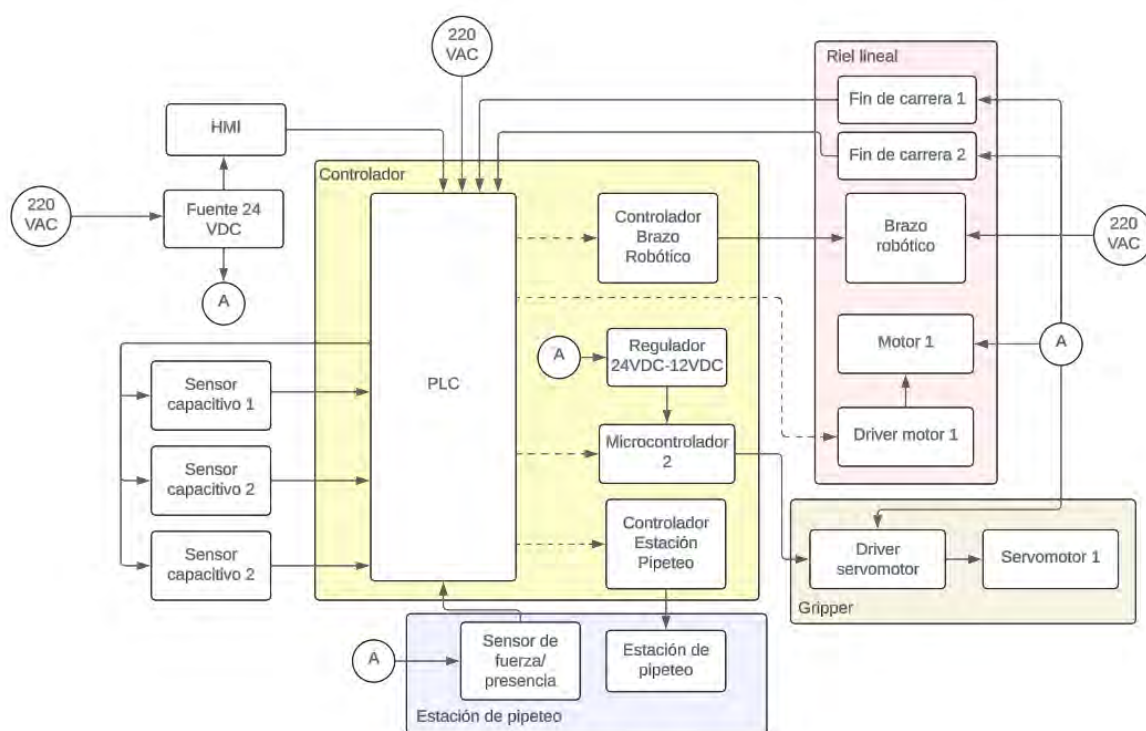 220
VAC
Riel lineal
Fin de carrera 1
HMI
Fin de carrera 2
Controlador
220
VAC
Fuente 24
VDC
Controlador
Brazo
Robótico
Brazo
robótico
220
VAC
A
Regulador
24VDC-12VDC
A
Motor 1
A
Sensor
capacitivo 1
PLC
Driver motor 1
Microcontrolador
2
Sensor
capacitivo 2
Controlador
Estación
Pipeteo
Sensor
capacitivo 2
Driver
servomotor
Servomotor 1
Gripper
A
Sensor de
fuerza/
presencia
Estación de
pipeteo
Estación de pipeteo